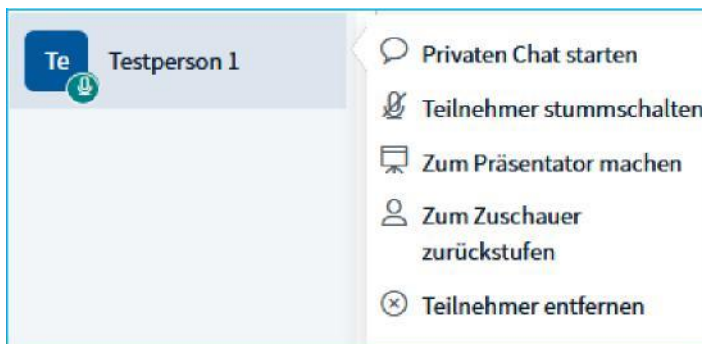 Te
Testperson 1
Privaten Chat starten
Teilnehmer stummschalten
Zum Präsentator machen
Zum Zuschauer
zurückstufen
Teilnehmer entfernen